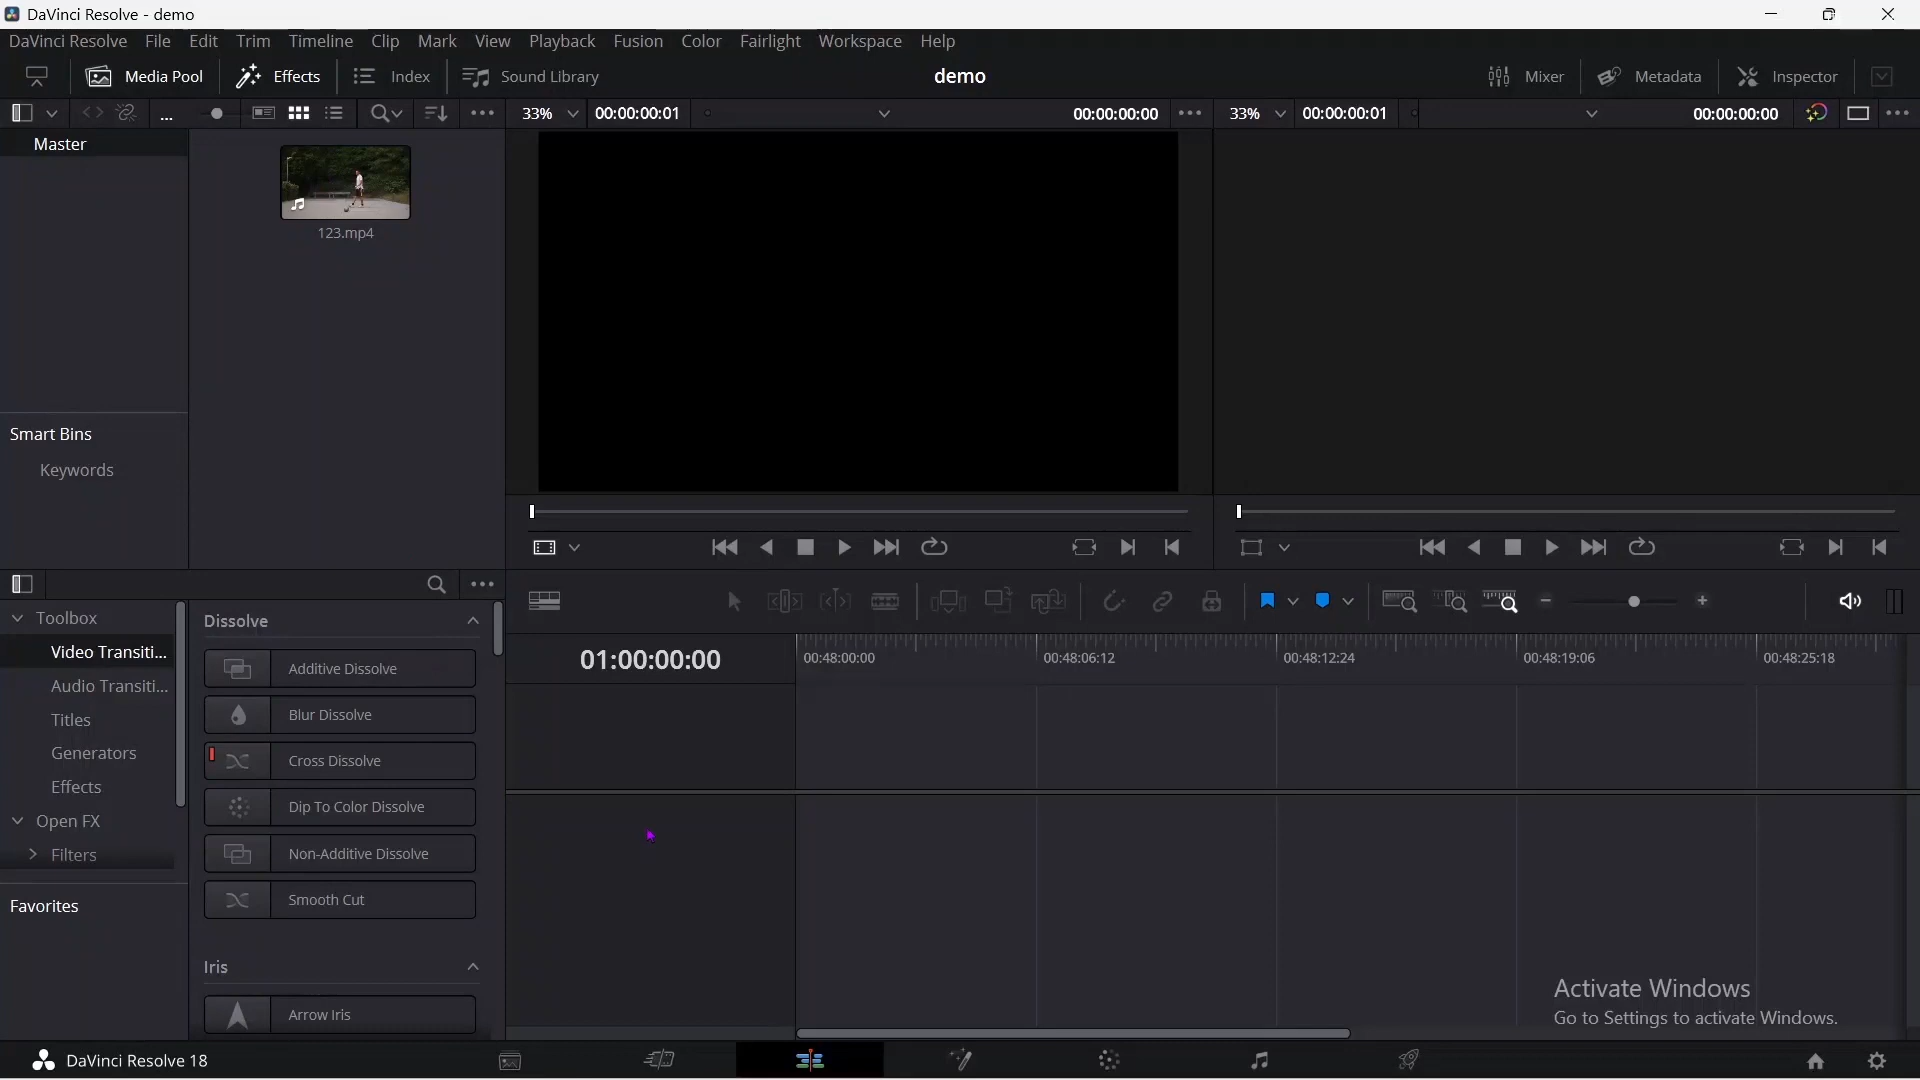 DaVinci Resolve - demo
DaVinci Resolve File Edit Trim Timeline Clip Mark View Playback Fusion Color Fairlight Workspace Help
Media Pool Effects Index Sound Library demo Mixer Metadata Inspector
... 33% 00:00:00:01 00:00:00:00 33% 00:00:00:01 00:00:00:00
Master
123.mp4
Smart Bins
Keywords
Toolbox
Video Transiti...
Audio Transiti...
Titles
Generators
Effects
Open FX
Filters
Favorites
Dissolve
Additive Dissolve
Blur Dissolve
Cross Dissolve
Dip To Color Dissolve
Non-Additive Dissolve
Smooth Cut
Iris
Arrow Iris
01:00:00:00
00:48:00:00 00:48:06:12 00:48:12:24 00:48:19:06 00:48:25:18
Activate Windows
Go to Settings to activate Windows.
DaVinci Resolve 18